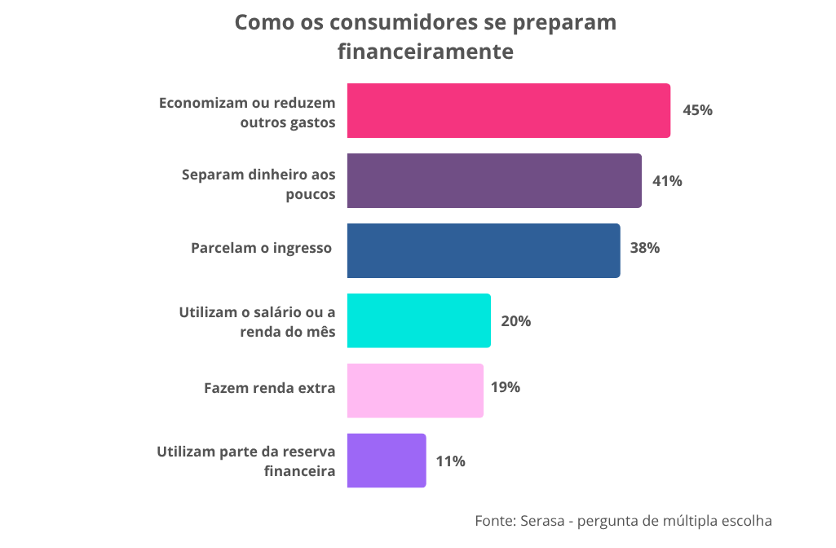 Como os consumidores se preparam
financeiramente
Economizam ou reduzem
outros gastos
45%
Separam dinheiro aos
poucos
41%
Parcelam o ingresso
38%
Utilizam o salário ou a
renda do mês
20%
Fazem renda extra
19%
Utilizam parte da reserva
financeira
11%
Fonte: Serasa - pergunta de múltipla escolha